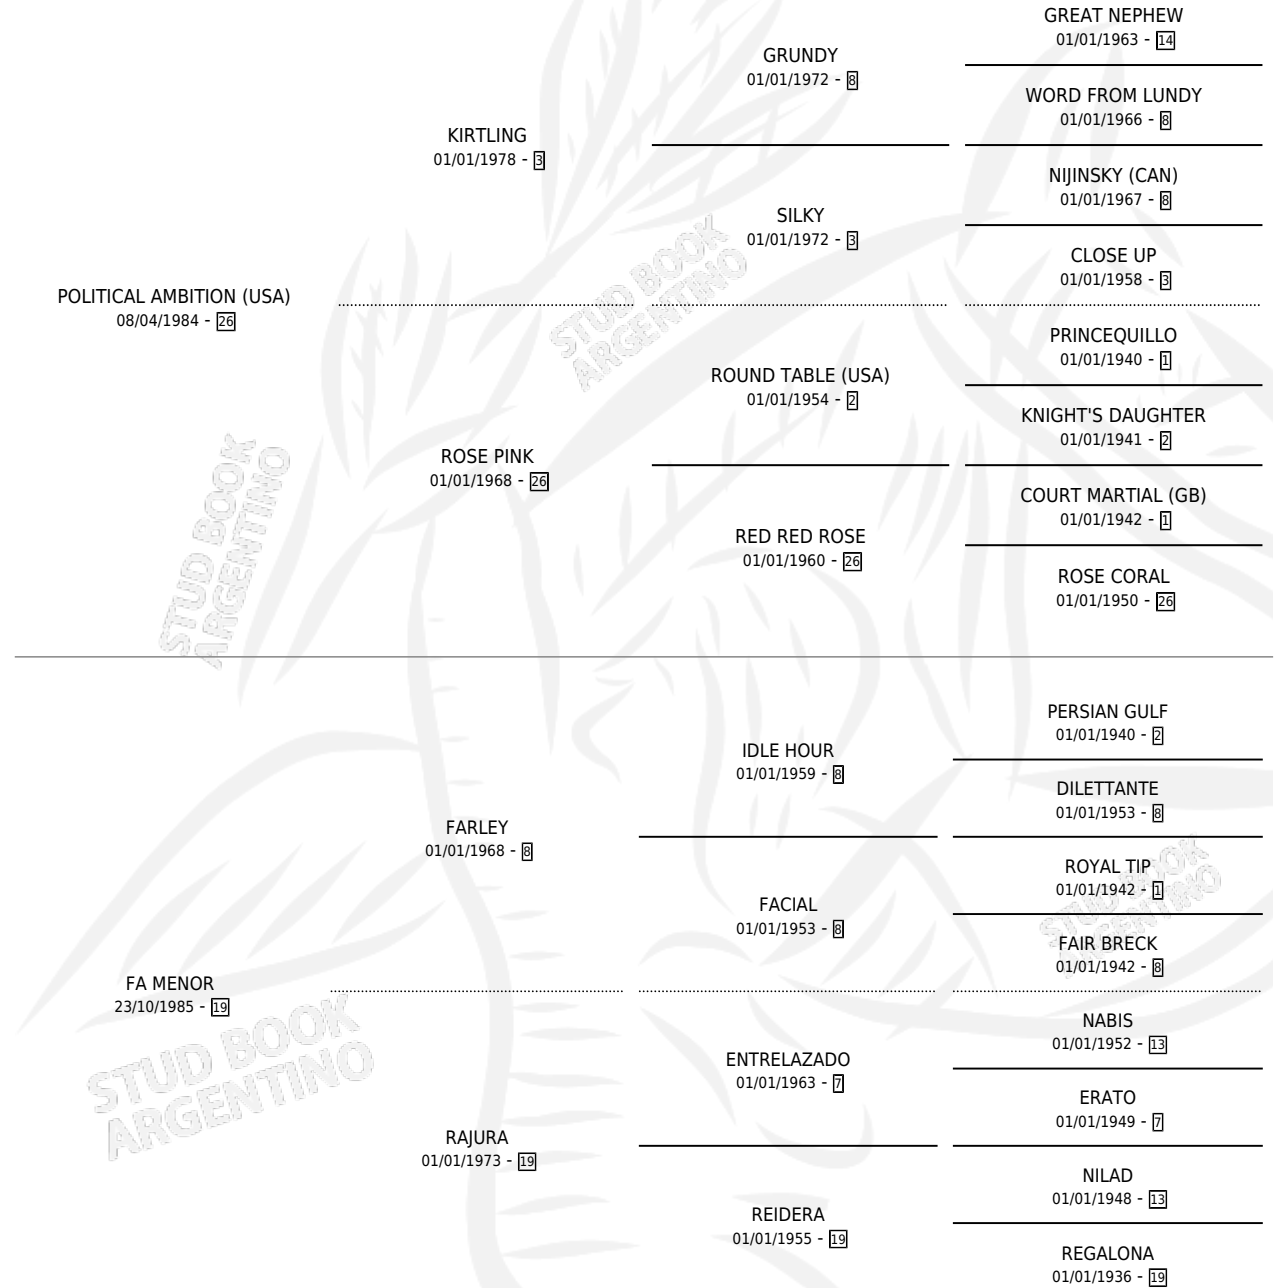 GREAT NEPHEW
01/01/1963 - 14
GRUNDY
01/01/1972 - 8
WORD FROM LUNDY
01/01/1966 - 8
KIRTLING
01/01/1978 - 3
NIJINSKY (CAN)
01/01/1967 - 8
SILKY
01/01/1972 - 3
CLOSE UP
01/01/1958 - 3
POLITICAL AMBITION (USA)
08/04/1984 - 26
PRINCEQUILLO
01/01/1940 - 1
ROUND TABLE (USA)
01/01/1954 - 2
KNIGHT'S DAUGHTER
01/01/1941 - 2
ROSE PINK
01/01/1968 - 26
COURT MARTIAL (GB)
01/01/1942 - 1
RED RED ROSE
01/01/1960 - 26
ROSE CORAL
01/01/1950 - 26
PERSIAN GULF
01/01/1940 - 2
IDLE HOUR
01/01/1959 - 8
DILETTANTE
01/01/1953 - 8
FARLEY
01/01/1968 - 8
ROYAL TIP
01/01/1942 - 1
FACIAL
01/01/1953 - 8
FAIR BRECK
01/01/1942 - 8
FA MENOR
23/10/1985 - 19
NABIS
01/01/1952 - 13
ENTRELAZADO
01/01/1963 - 7
ERATO
01/01/1949 - 7
RAJURA
01/01/1973 - 19
NILAD
01/01/1948 - 13
REIDERA
01/01/1955 - 19
REGALONA
01/01/1936 - 19
STUD BOOK
ARGENTINO
STUD BOOK
ARGENTINO
STUD BOOK
ARGENTINO
STUD BOOK
ARGENTINO